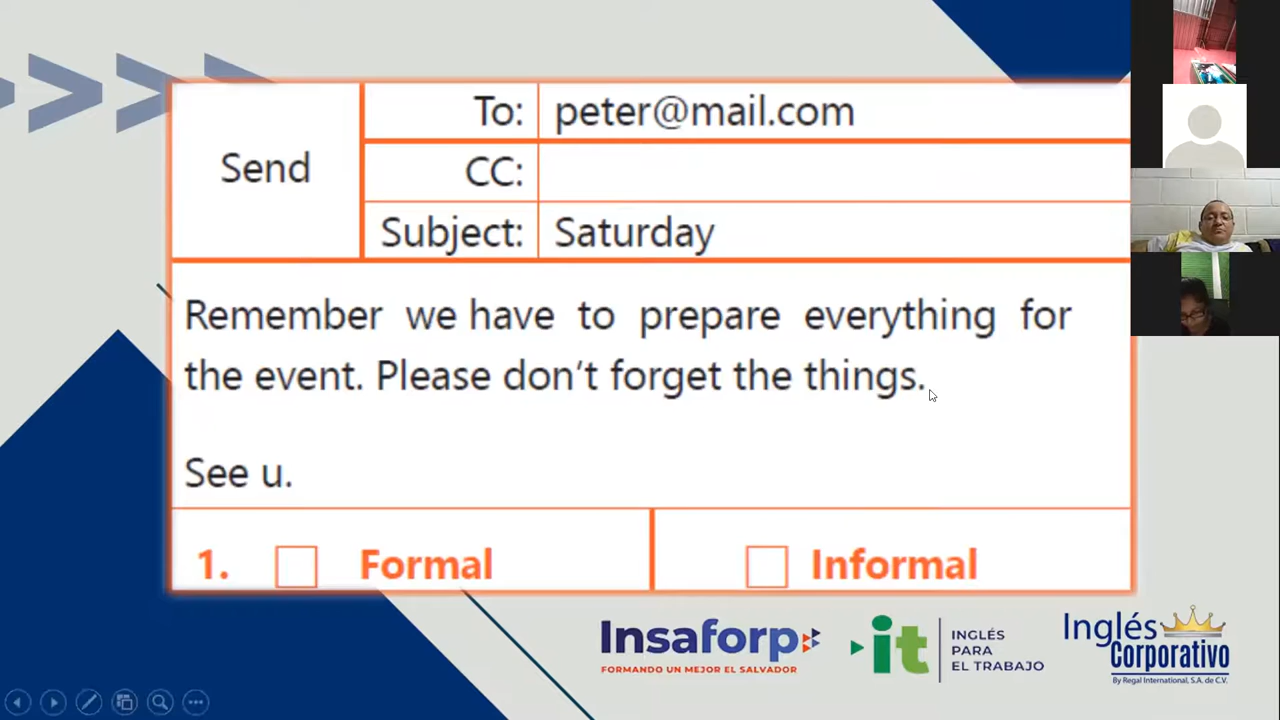 Send
To: peter@mail.com
CC:
Subject: Saturday
Remember we have to prepare everything for
the event. Please don't forget the things.
See u.
1. Formal
Informal
Insaforp
FORMANDO UN MEJOR EL SALVADOR
it
INGLÉS
PARA
EL TRABAJO
Inglés
Corporativo
By Regal International, S.A. de C.V.